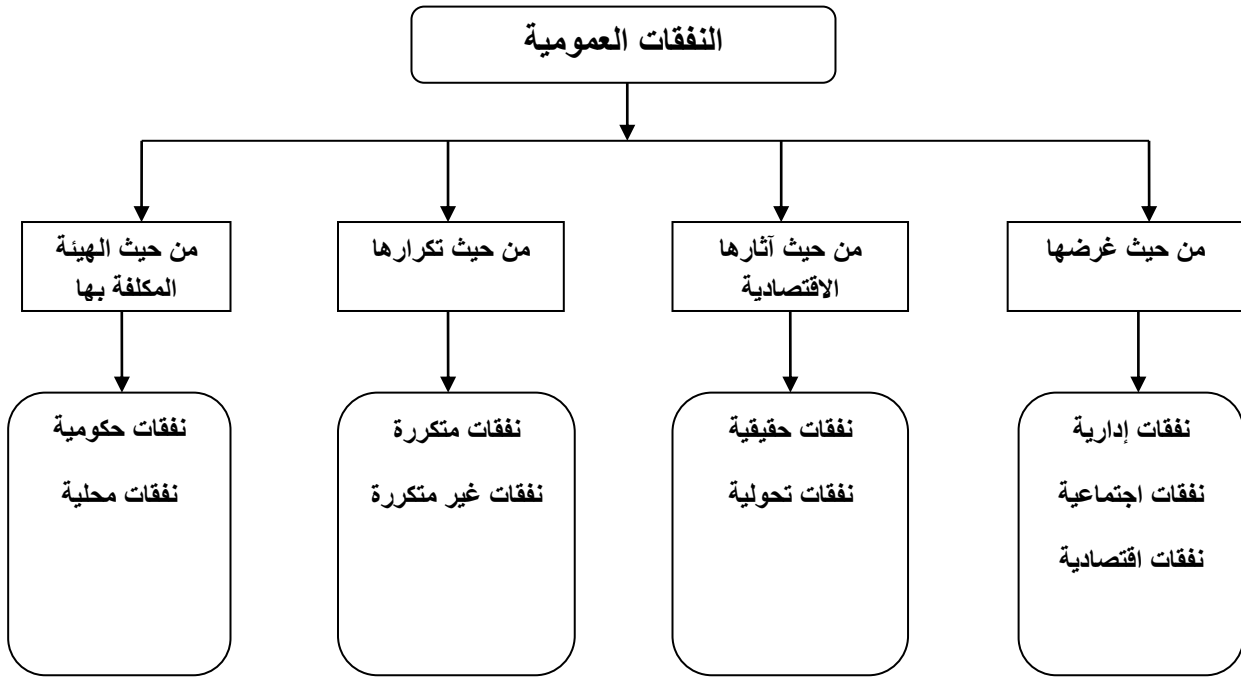 النفقات العمومية
من حيث غرضها
من حيث آثارها
الاقتصادية
من حيث تكرارها
من حيث الهيئة
المكلفة بها
نفقات إدارية
نفقات اجتماعية
نفقات اقتصادية
نفقات حقيقية
نفقات تحولية
نفقات متكررة
نفقات غير متكررة
نفقات حكومية
نفقات محلية